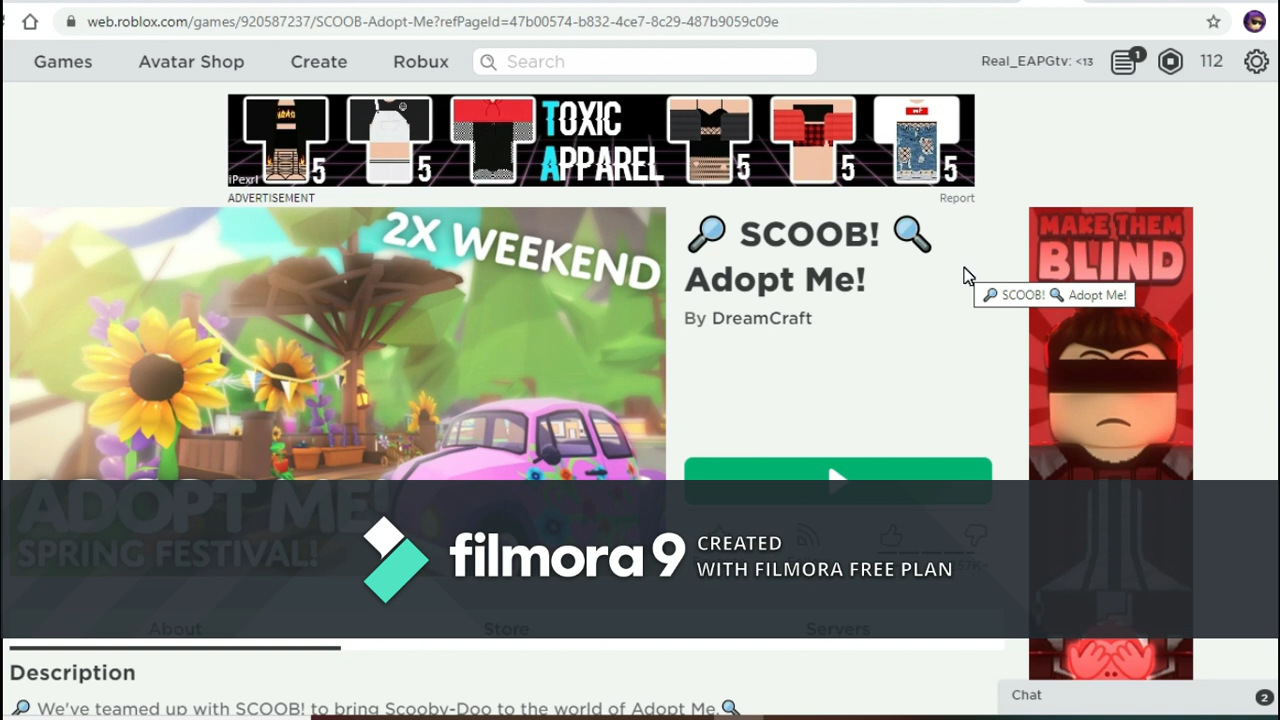 web.roblox.com/games/920587237/SCOOB-Adopt-Me?refPageId=47b00574-b832-4ce7-8c29-487b9059c09e
Games Avatar Shop Create Robux Search Real_EAPGtv: <13 1 112
TOXIC
APPAREL
5 5 5 5 5
iPexrl
ADVERTISEMENT Report
2X WEEKEND
ADOPT ME!
SPRING FESTIVAL!
🔎 SCOOB! 🔍
Adopt Me!
By DreamCraft
🔎 SCOOB! 🔍 Adopt Me!
MAKE THEM
BLIND
filmora9 CREATED
WITH FILMORA FREE PLAN
About Store Servers
Description
🔎 We've teamed up with SCOOB! to bring Scooby-Doo to the world of Adopt Me.🔍
Chat 2